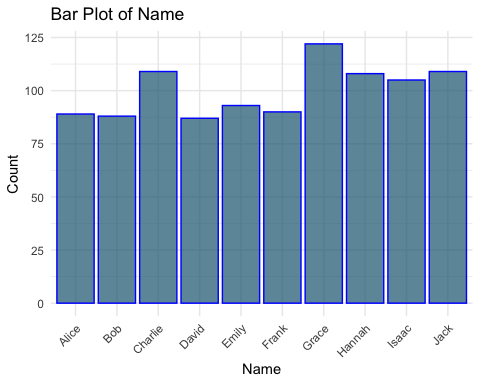 Bar Plot of Name
125
100
75
50
25
0
Count
Alice
Bob
Charlie
David
Emily
Frank
Grace
Hannah
Isaac
Jack
Name